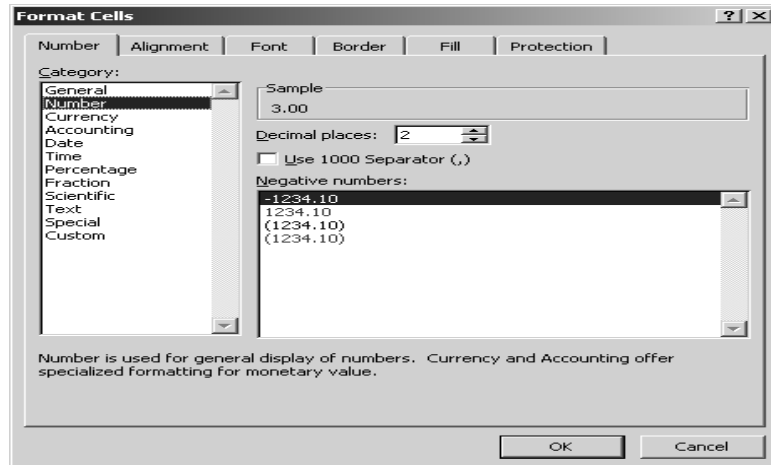 Format Cells
Number Alignment Font Border Fill Protection
Category:
General
Number
Currency
Accounting
Date
Time
Percentage
Fraction
Scientific
Text
Special
Custom
Sample
3.00
Decimal places: 2
Use 1000 Separator (,)
Negative numbers:
-1234.10
1234.10
(1234.10)
(1234.10)
Number is used for general display of numbers. Currency and Accounting offer
specialized formatting for monetary value.
OK Cancel